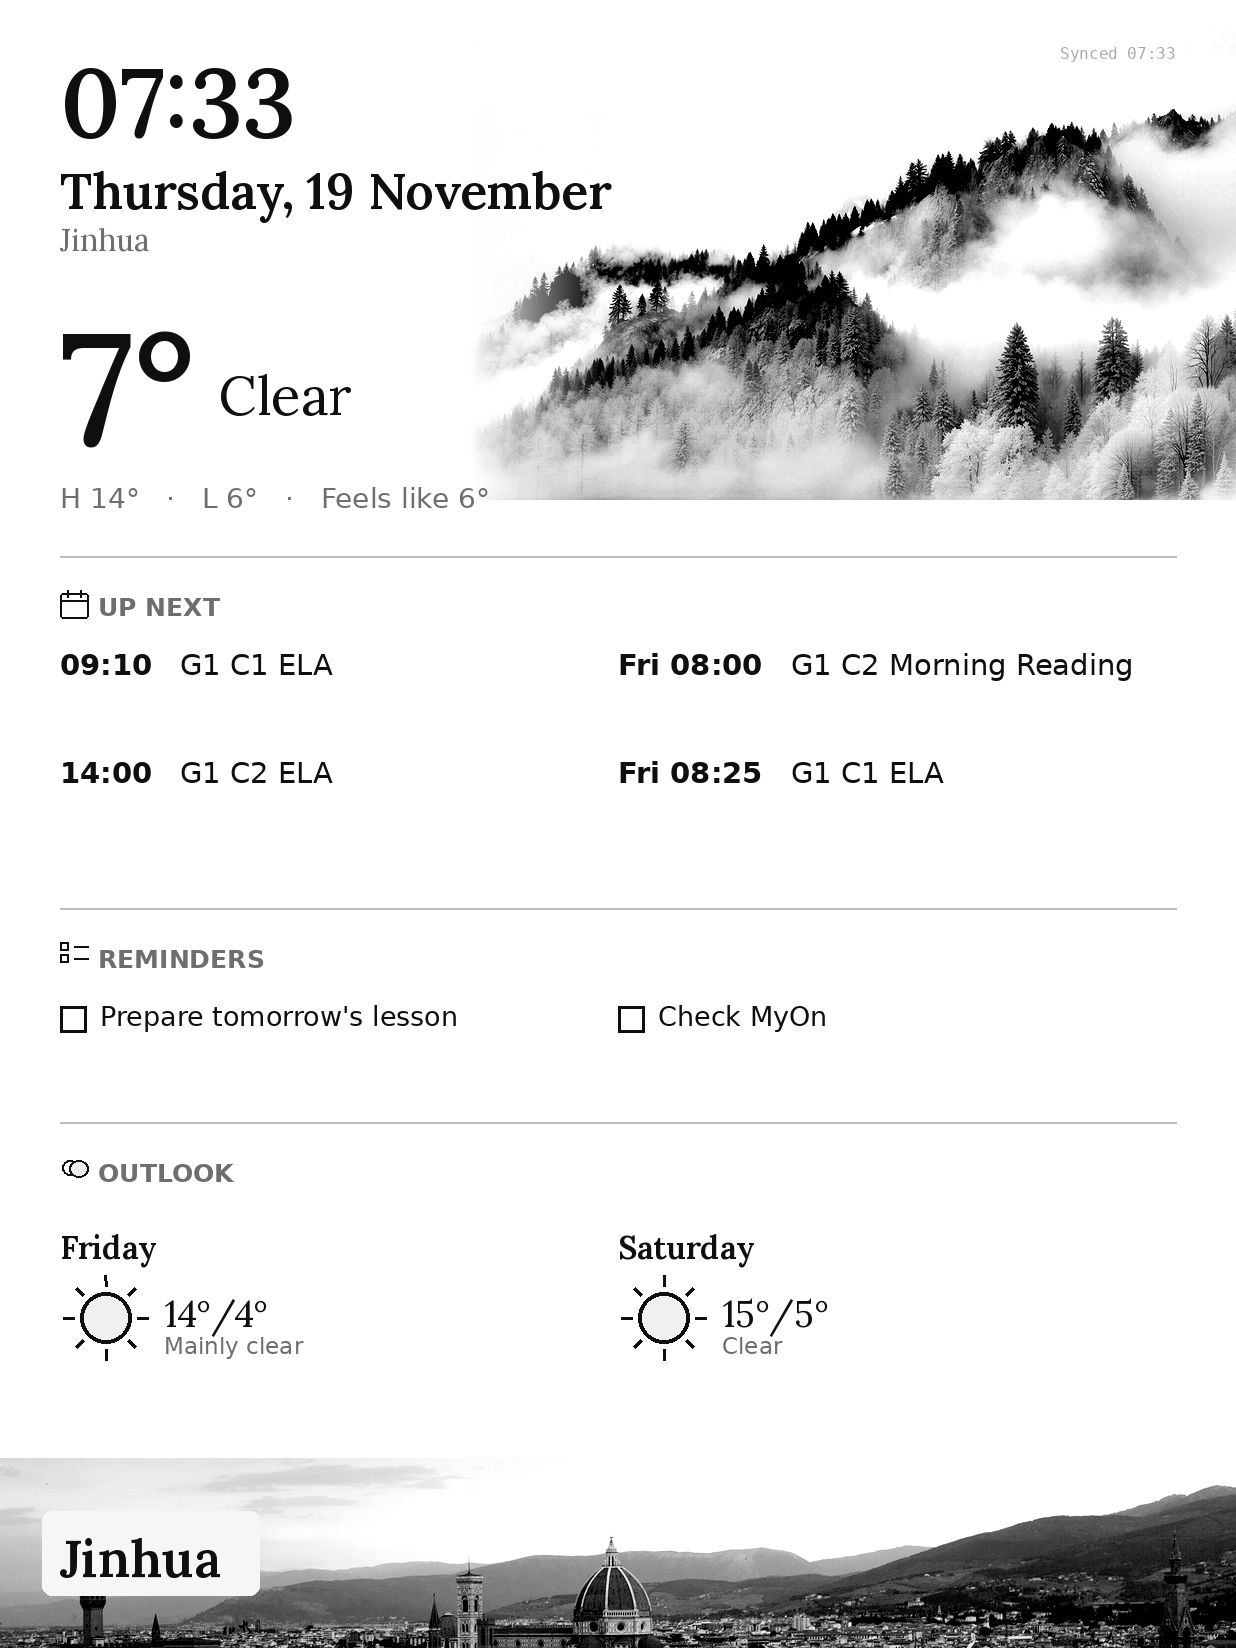 Synced 07:33
07:33
Thursday, 19 November
Jinhua
7° Clear
H 14° · L 6° · Feels like 6°
UP NEXT
09:10 G1 C1 ELA
14:00 G1 C2 ELA
Fri 08:00 G1 C2 Morning Reading
Fri 08:25 G1 C1 ELA
REMINDERS
Prepare tomorrow's lesson
Check MyOn
OUTLOOK
Friday
14°/4°
Mainly clear
Saturday
15°/5°
Clear
Jinhua